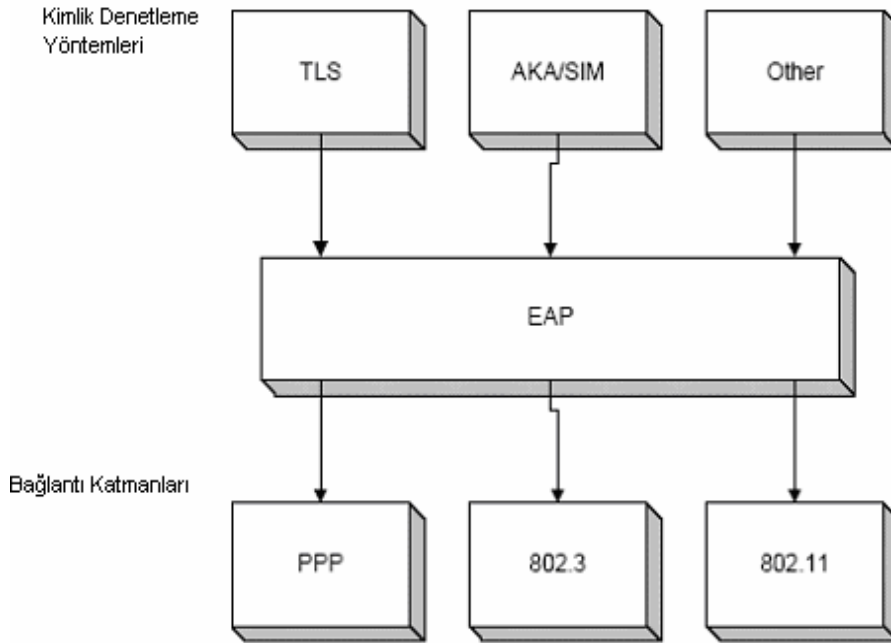 Kimlik Denetleme
Yöntemleri
TLS
AKA/SIM
Other
EAP
Bağlantı Katmanları
PPP
802.3
802.11